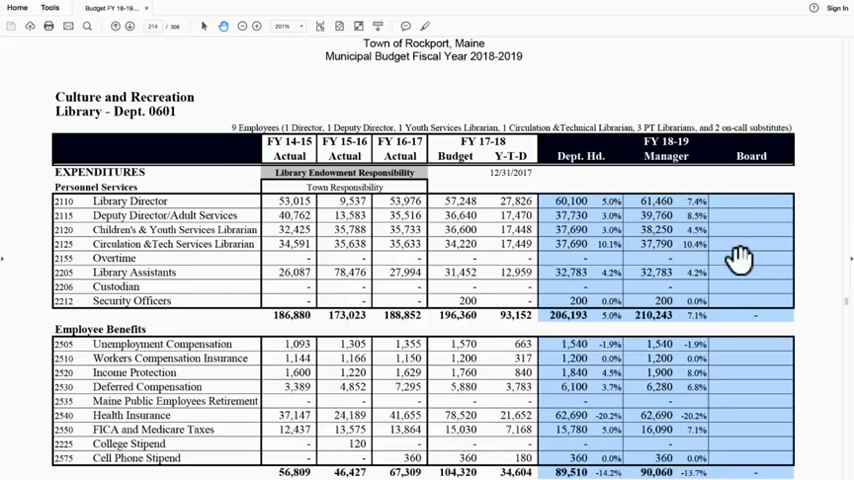 Home Tools Budget FY 18-19... × Sign In
214 / 356 201%
Town of Rockport, Maine
Municipal Budget Fiscal Year 2018-2019
Culture and Recreation
Library - Dept. 0601
9 Employees (1 Director, 1 Deputy Director, 1 Youth Services Librarian, 1 Circulation &Technical Librarian, 3 PT Librarians, and 2 on-call substitutes)
FY 14-15 FY 15-16 FY 16-17 FY 17-18 FY 18-19
Actual Actual Actual Budget Y-T-D Dept. Hd. Manager Board
EXPENDITURES Library Endowment Responsibility 12/31/2017
Personnel Services Town Responsibility
2110 Library Director 53,015 9,537 53,976 57,248 27,826 60,100 5.0% 61,460 7.4%
2115 Deputy Director/Adult Services 40,762 13,583 35,516 36,640 17,470 37,730 3.0% 39,760 8.5%
2120 Children's & Youth Services Librarian 32,425 35,788 35,733 36,600 17,448 37,690 3.0% 38,250 4.5%
2125 Circulation &Tech Services Librarian 34,591 35,638 35,633 34,220 17,449 37,690 10.1% 37,790 10.4%
2155 Overtime - - - - - - -
2205 Library Assistants 26,087 78,476 27,994 31,452 12,959 32,783 4.2% 32,783 4.2%
2206 Custodian - - - - - - -
2212 Security Officers - - - 200 - 200 0.0% 200 0.0%
186,880 173,023 188,852 196,360 93,152 206,193 5.0% 210,243 7.1% -
Employee Benefits
2505 Unemployment Compensation 1,093 1,305 1,355 1,570 663 1,540 -1.9% 1,540 -1.9%
2510 Workers Compensation Insurance 1,144 1,166 1,150 1,200 317 1,200 0.0% 1,200 0.0%
2520 Income Protection 1,600 1,220 1,629 1,760 840 1,840 4.5% 1,900 8.0%
2530 Deferred Compensation 3,389 4,852 7,295 5,880 3,783 6,100 3.7% 6,280 6.8%
2535 Maine Public Employees Retirement - - - - - - -
2540 Health Insurance 37,147 24,189 41,655 78,520 21,652 62,690 -20.2% 62,690 -20.2%
2550 FICA and Medicare Taxes 12,437 13,575 13,864 15,030 7,168 15,780 5.0% 16,090 7.1%
2225 College Stipend - 120 - - - - -
2575 Cell Phone Stipend - - 360 360 180 360 0.0% 360 0.0%
56,809 46,427 67,309 104,320 34,604 89,510 -14.2% 90,060 -13.7% -